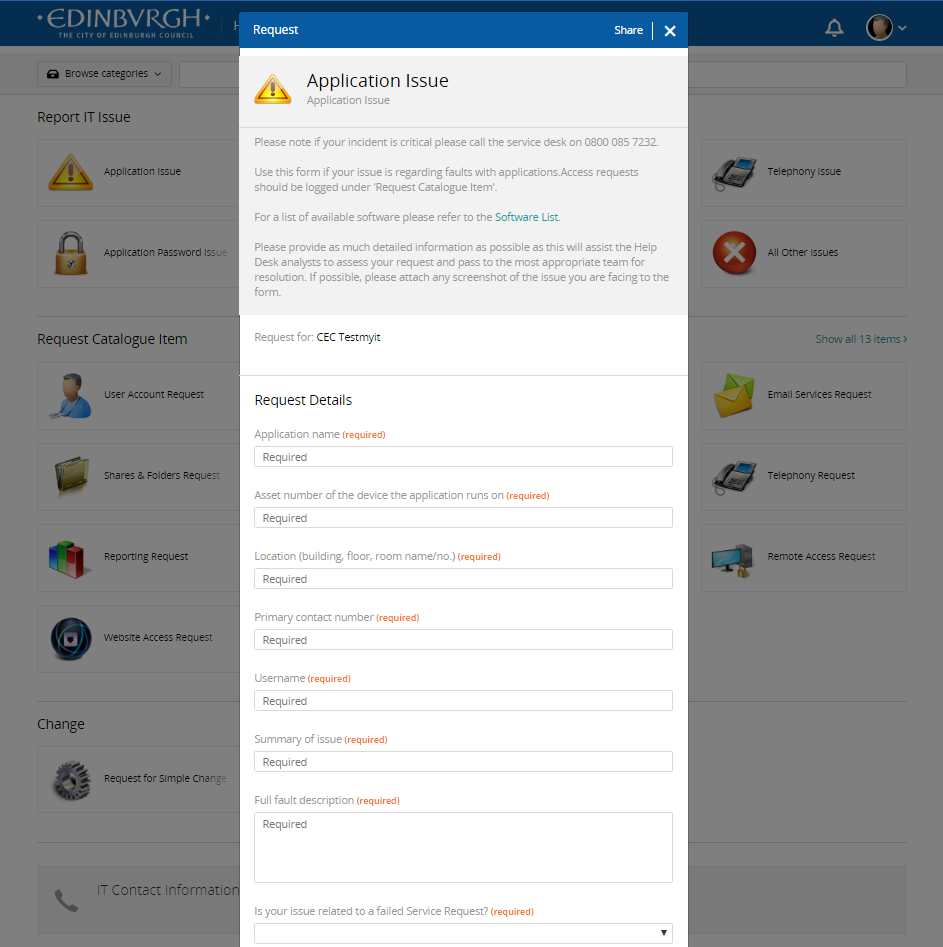 • EDINBVRGH •
THE CITY OF EDINBURGH COUNCIL
Browse categories
Report IT Issue
Application Issue
Telephony Issue
Application Password Issue
All Other Issues
Request Catalogue Item
Show all 13 items
User Account Request
Email Services Request
Shares & Folders Request
Telephony Request
Reporting Request
Remote Access Request
Website Access Request
Change
Request for Simple Change
IT Contact Information
Request
Share
Application Issue
Application Issue
Please note if your incident is critical please call the service desk on 0800 085 7232.
Use this form if your issue is regarding faults with applications.Access requests
should be logged under 'Request Catalogue Item'.
For a list of available software please refer to the Software List.
Please provide as much detailed information as possible as this will assist the Help
Desk analysts to assess your request and pass to the most appropriate team for
resolution. If possible, please attach any screenshot of the issue you are facing to the
form.
Request for: CEC Testmyit
Request Details
Application name (required)
Required
Asset number of the device the application runs on (required)
Required
Location (building, floor, room name/no.) (required)
Required
Primary contact number (required)
Required
Username (required)
Required
Summary of issue (required)
Required
Full fault description (required)
Required
Is your issue related to a failed Service Request? (required)